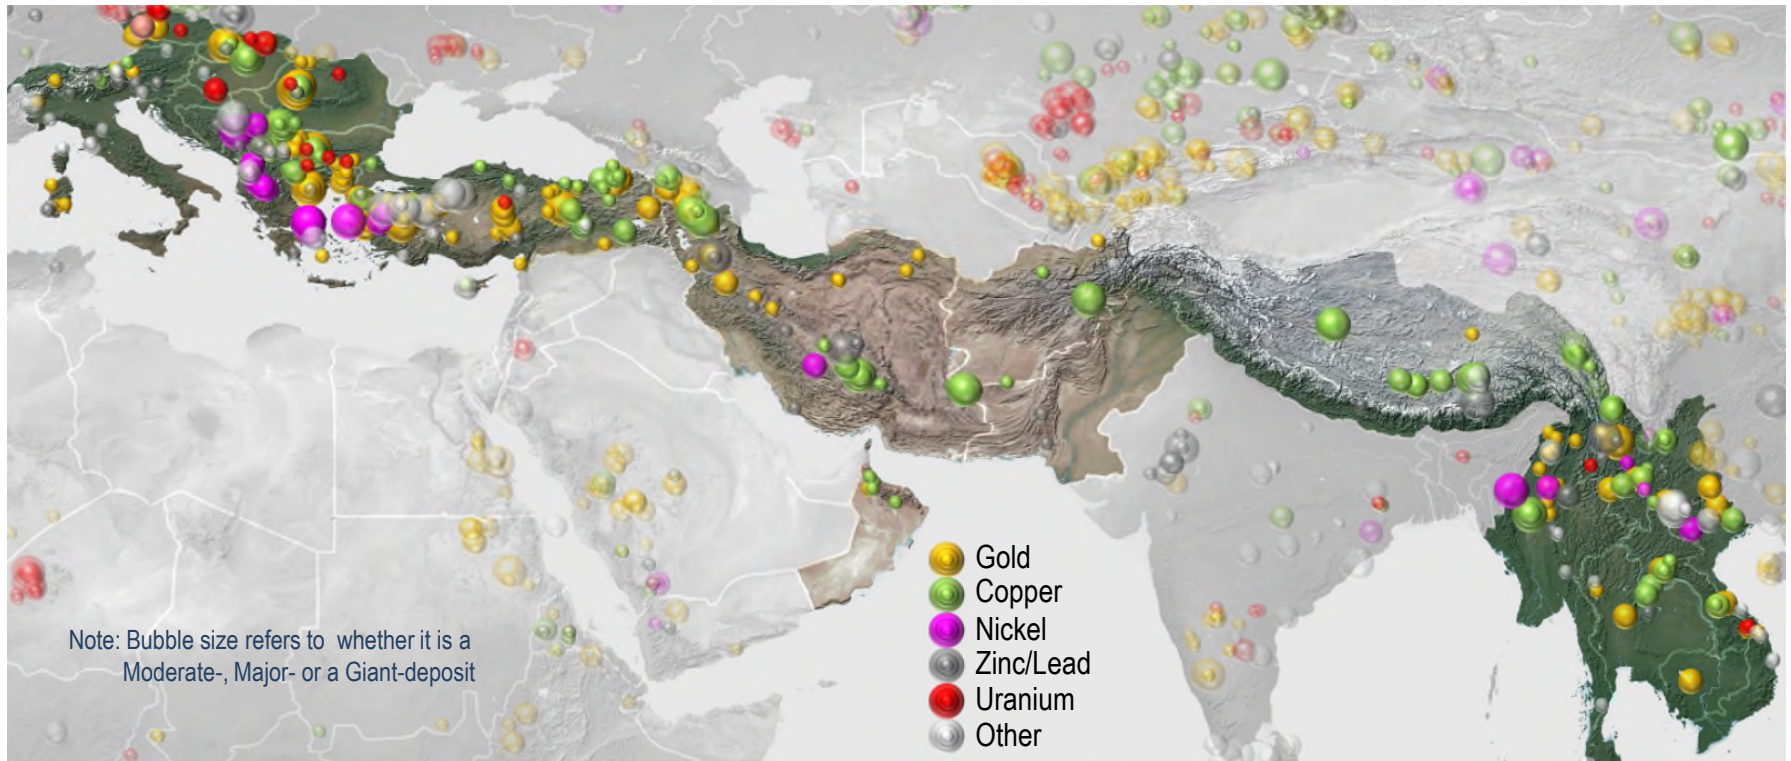 Gold
Copper
Nickel
Zinc/Lead
Uranium
Other
Note: Bubble size refers to whether it is a
Moderate-, Major- or a Giant-deposit